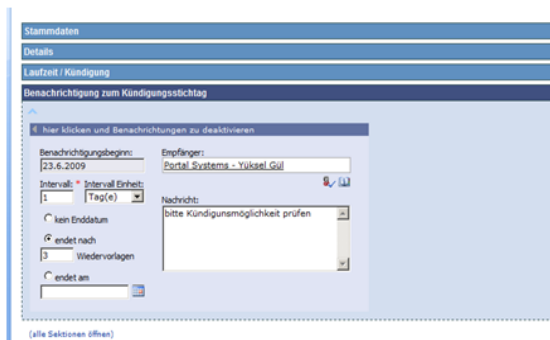 Stammdaten
Details
Laufzeit / Kündigung
Benachrichtigung zum Kündigungsstichtag
hier klicken und Benachrichtungen zu deaktivieren
Benachrichtigungsbeginn:
23.6.2009
Empfänger:
Portal Systems - Yüksel Gül
Intervall: * Intervall Einheit:
1 Tag(e)
Nachricht:
bitte Kündigunsmöglichkeit prüfen
kein Enddatum
endet nach
3 Wiedervorlagen
endet am
(alle Sektionen öffnen)